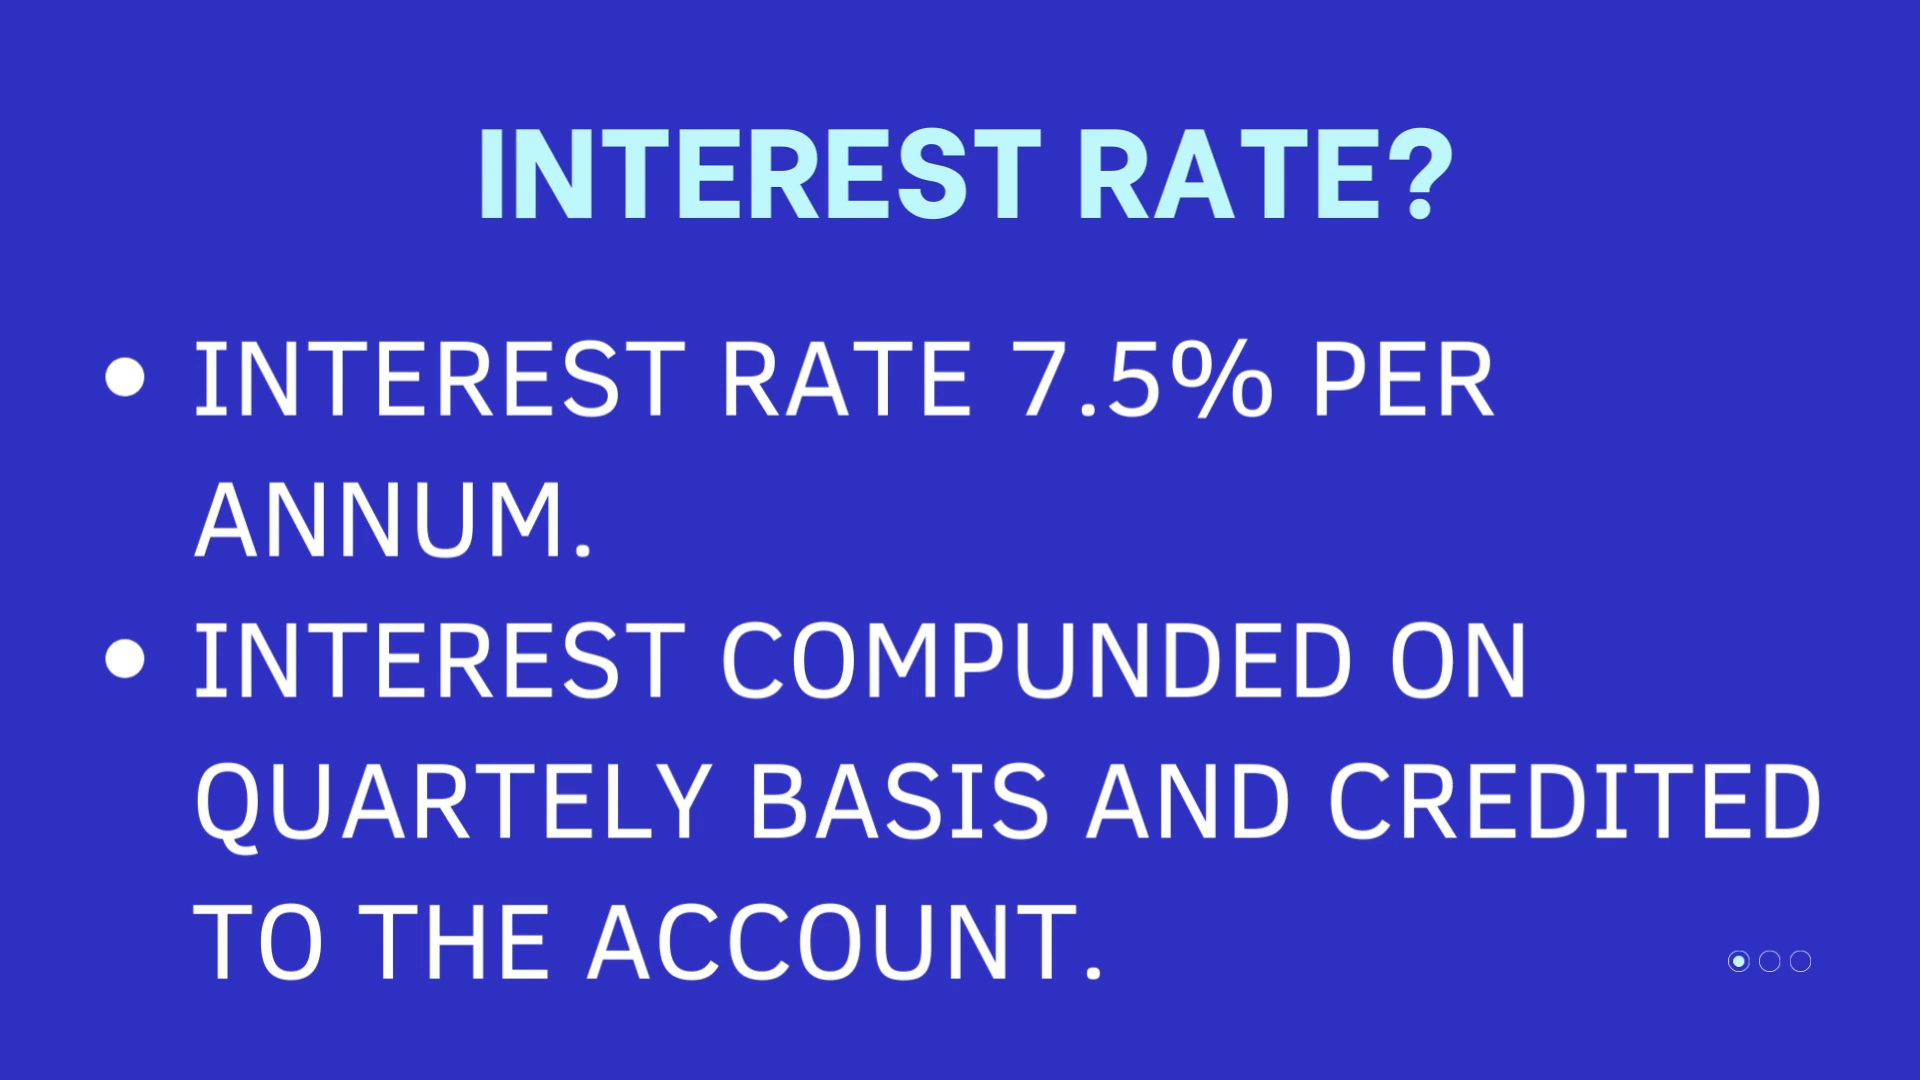 INTEREST RATE?
• INTEREST RATE 7.5% PER
ANNUM.
• INTEREST COMPUNDED ON
QUARTELY BASIS AND CREDITED
TO THE ACCOUNT.